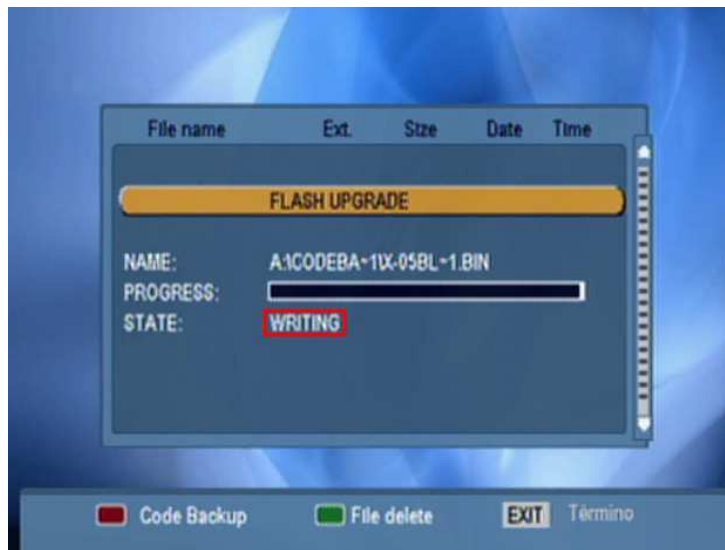 File name Ext. Size Date Time
FLASH UPGRADE
NAME: A:\CODEBA~1\X-05BL~1.BIN
PROGRESS:
STATE: WRITING
Code Backup File delete EXIT Término